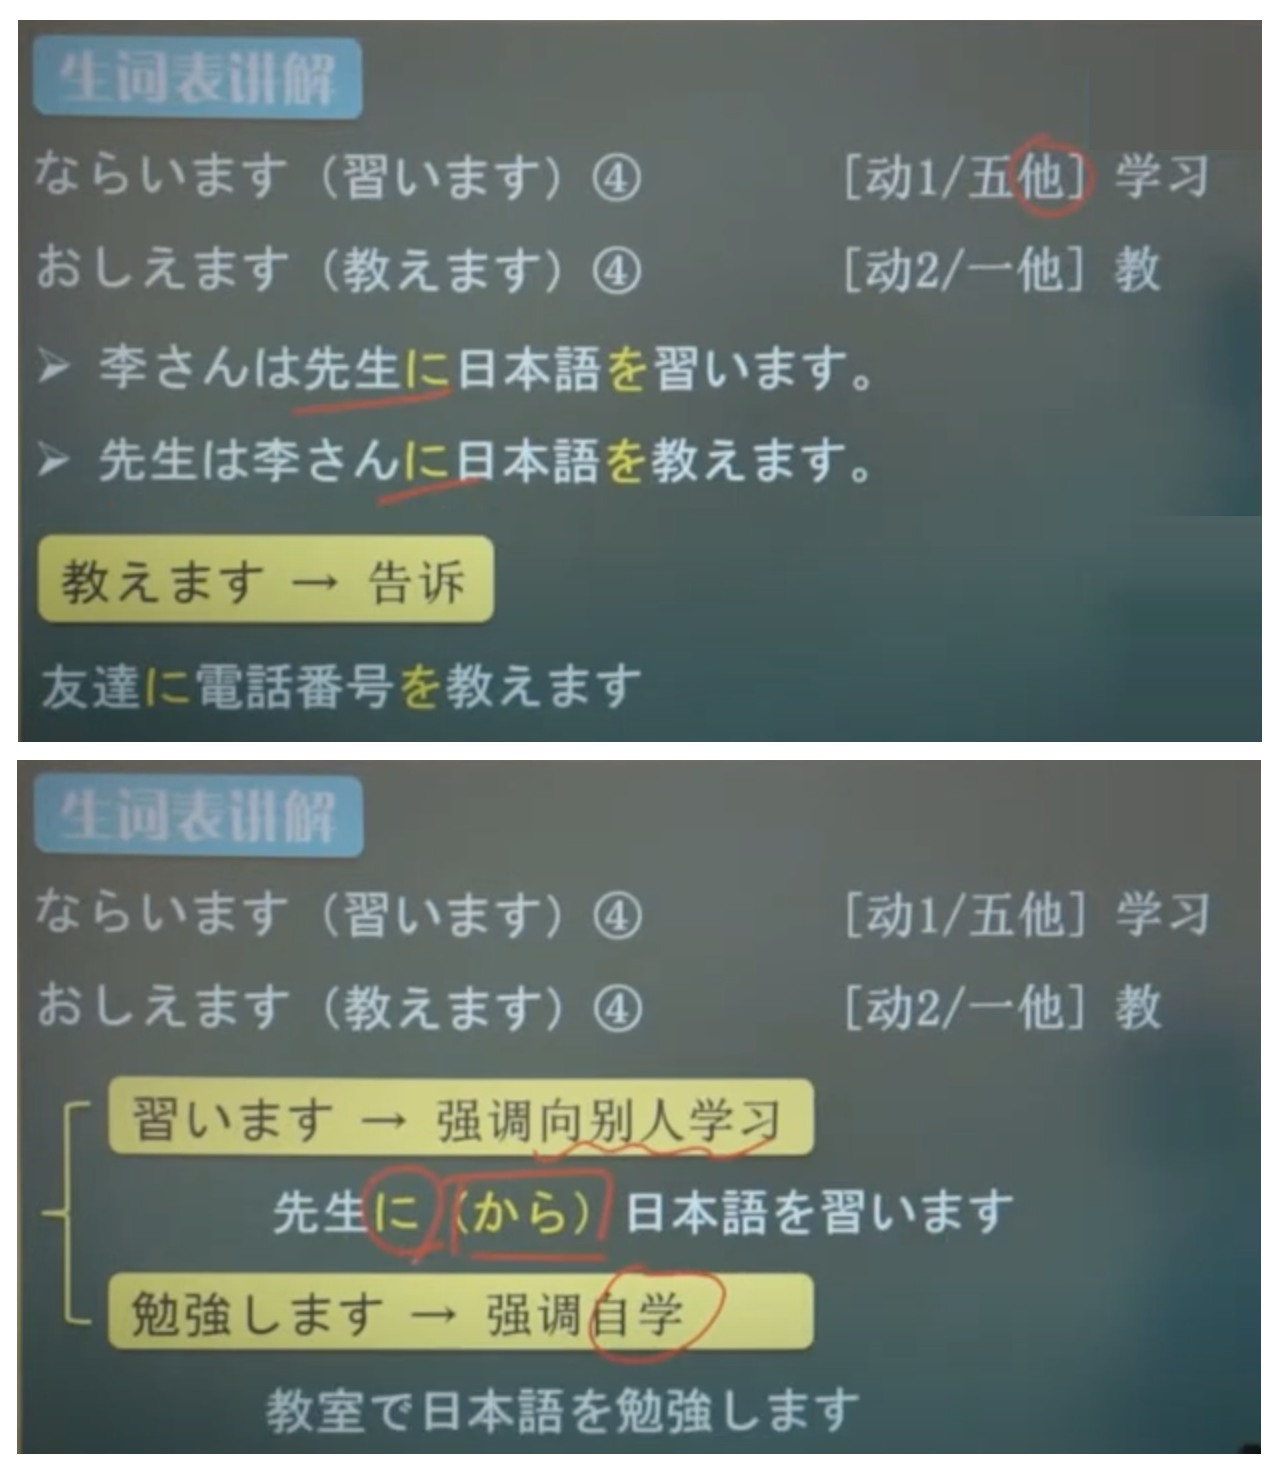 生词表讲解
ならいます（習います）④ [动1/五他] 学习
おしえます（教えます）④ [动2/一他] 教
➢ 李さんは先生に日本語を習います。
➢ 先生は李さんに日本語を教えます。
教えます → 告诉
友達に電話番号を教えます
生词表讲解
ならいます（習います）④ [动1/五他] 学习
おしえます（教えます）④ [动2/一他] 教
習います → 强调向别人学习
先生に（から）日本語を習います
勉強します → 强调自学
教室で日本語を勉強します